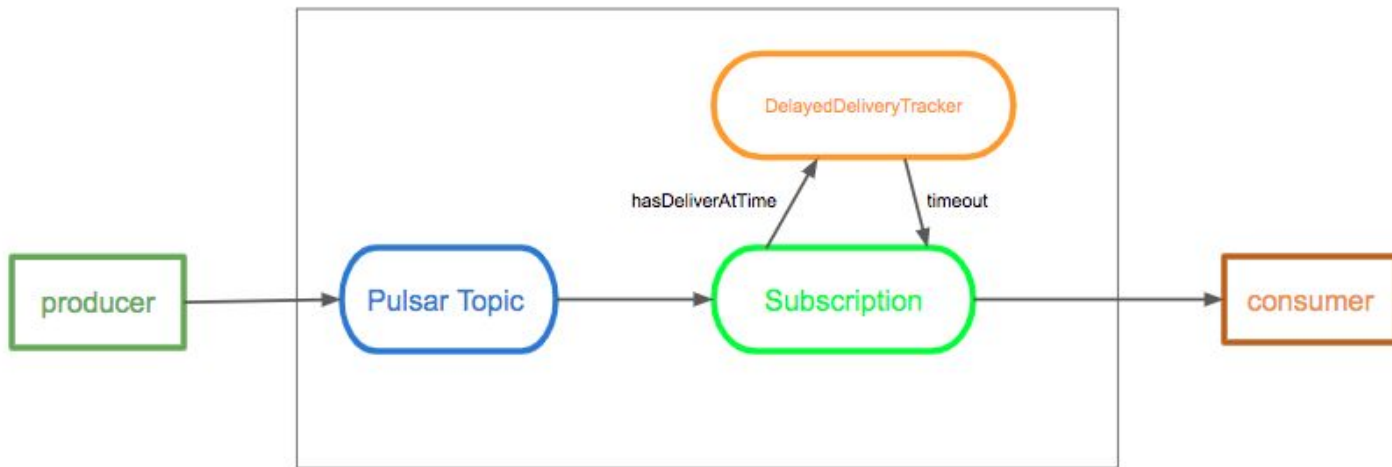 DelayedDeliveryTracker
hasDeliverAtTime
timeout
producer
Pulsar Topic
Subscription
consumer